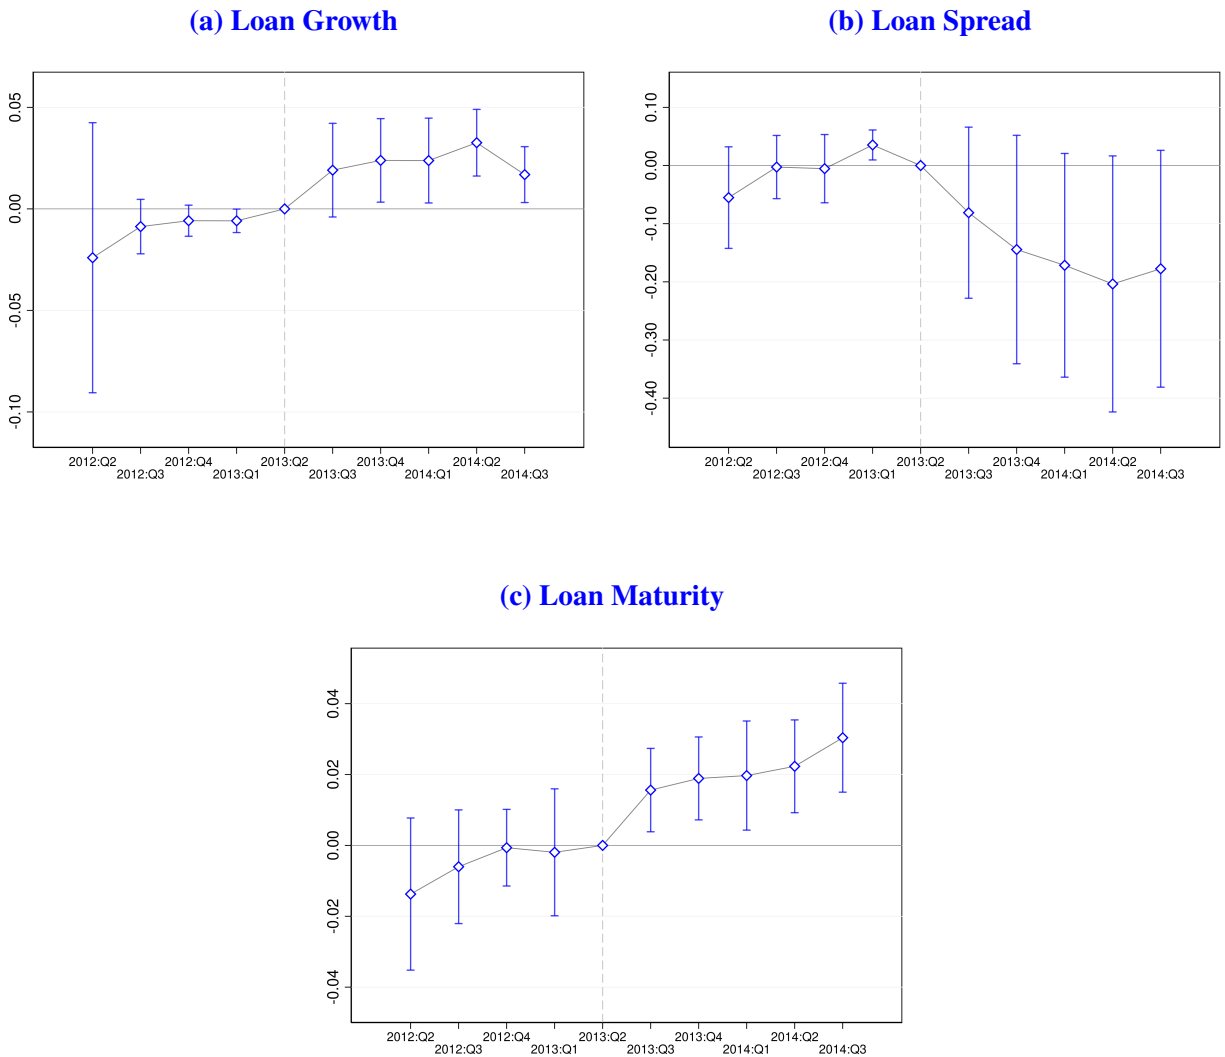 (a) Loan Growth
0.05
0.00
-0.05
-0.10
2012:Q2 2012:Q4 2013:Q2 2013:Q4 2014:Q2
2012:Q3 2013:Q1 2013:Q3 2014:Q1 2014:Q3
(b) Loan Spread
0.10
0.00
-0.10
-0.20
-0.30
-0.40
2012:Q2 2012:Q4 2013:Q2 2013:Q4 2014:Q2
2012:Q3 2013:Q1 2013:Q3 2014:Q1 2014:Q3
(c) Loan Maturity
0.04
0.02
0.00
-0.02
-0.04
2012:Q2 2012:Q4 2013:Q2 2013:Q4 2014:Q2
2012:Q3 2013:Q1 2013:Q3 2014:Q1 2014:Q3